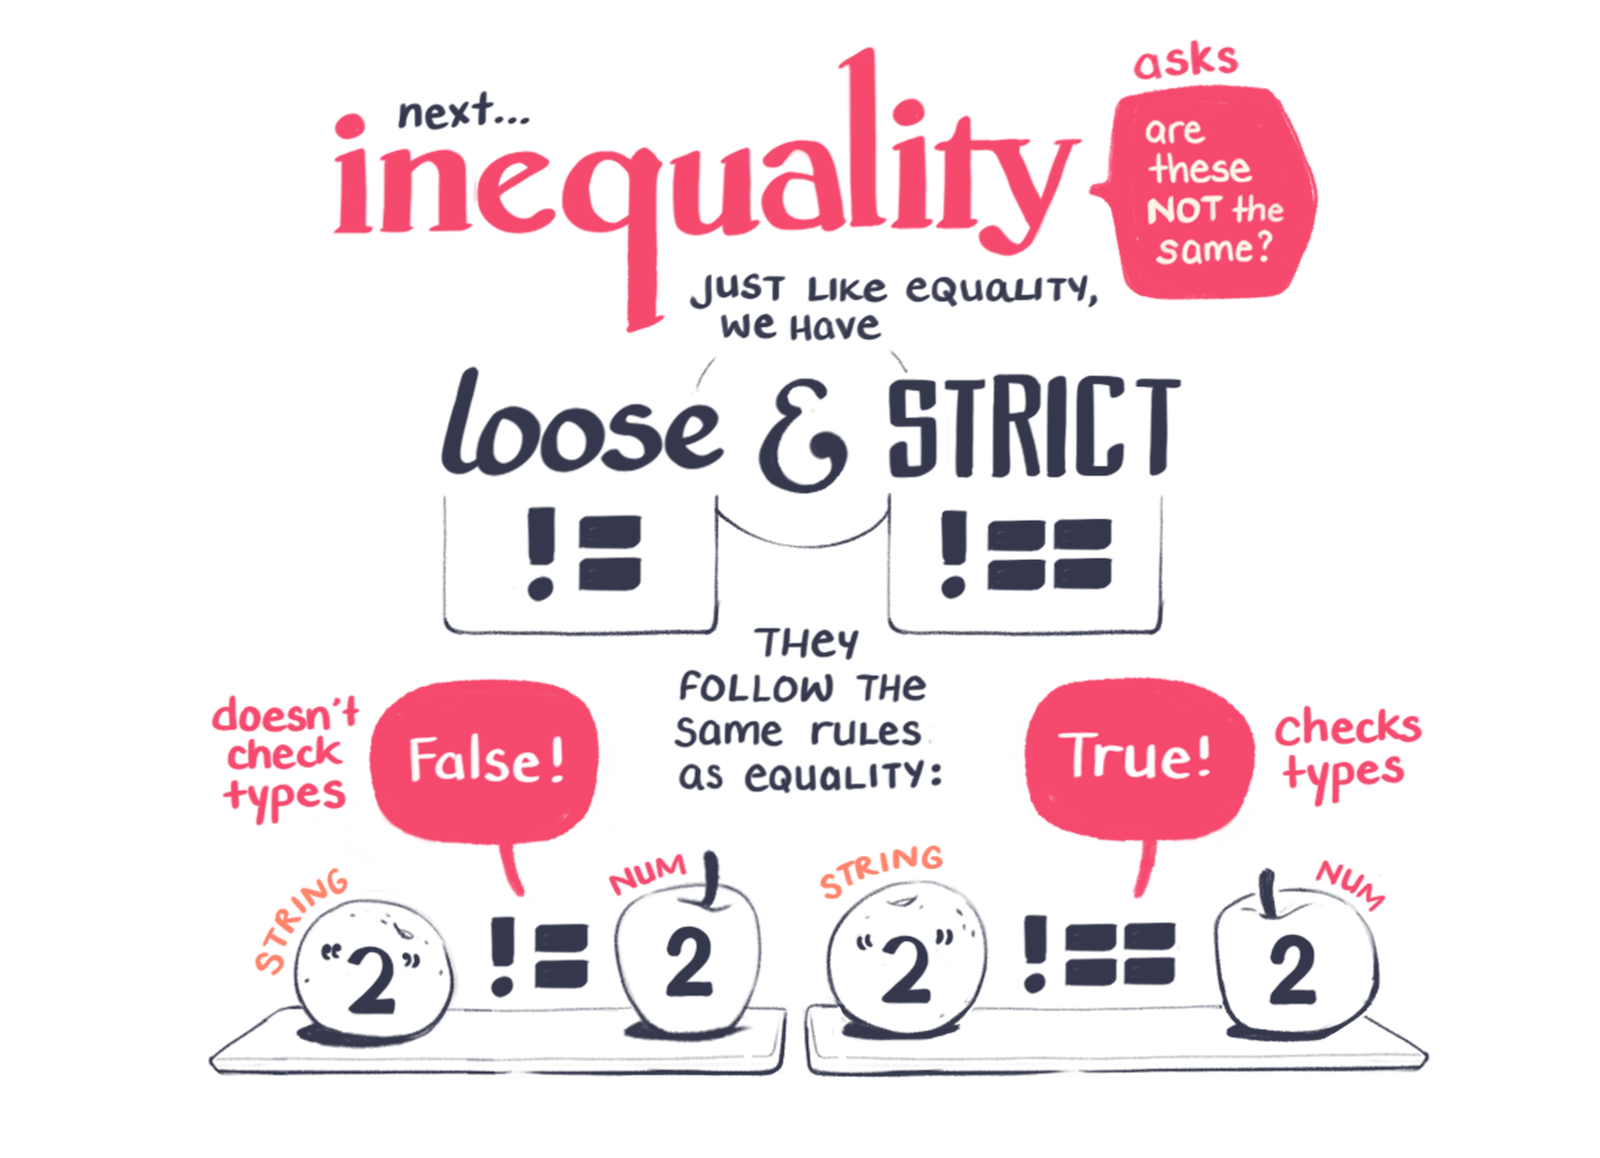 next...
inequality
asks
are
these
NOT the
same?
JUST LIKE EQUALITY,
WE HAVE
loose & STRICT
!= !==
THEY
FOLLOW THE
SAME RULES
AS EQUALITY:
doesn't
check
types
False!
True!
checks
types
STRING
"2" != 2
NUM
STRING
"2" !== 2
NUM